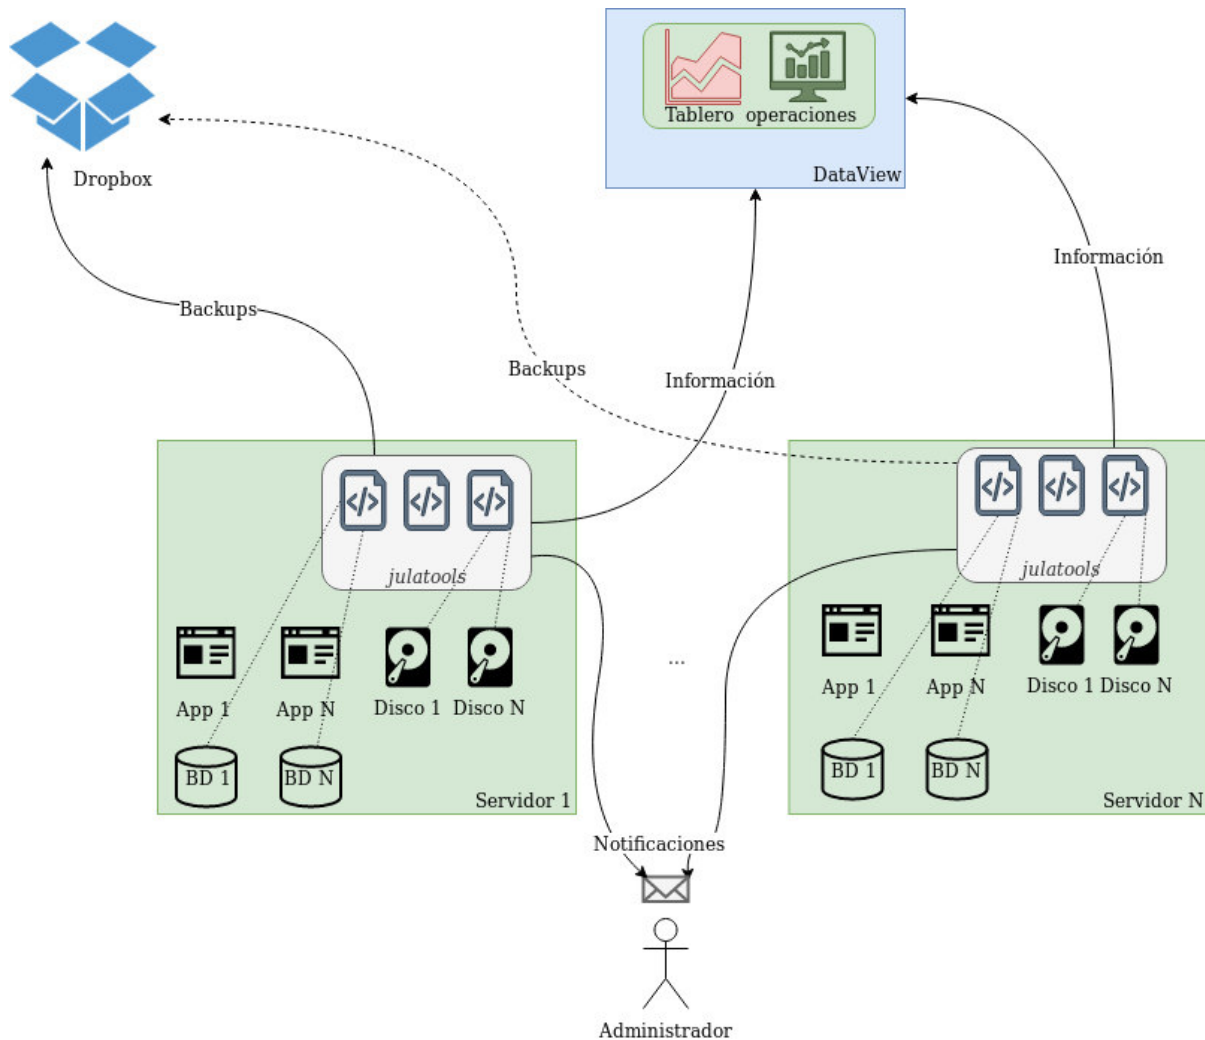 Tablero operaciones
DataView
Dropbox
Información
Backups
Backups
Información
</>
</>
</>
julatools
</>
</>
</>
julatools
App 1
App N
Disco 1
Disco N
...
App 1
App N
Disco 1
Disco N
BD 1
BD N
Servidor 1
BD 1
BD N
Servidor N
Notificaciones
Administrador